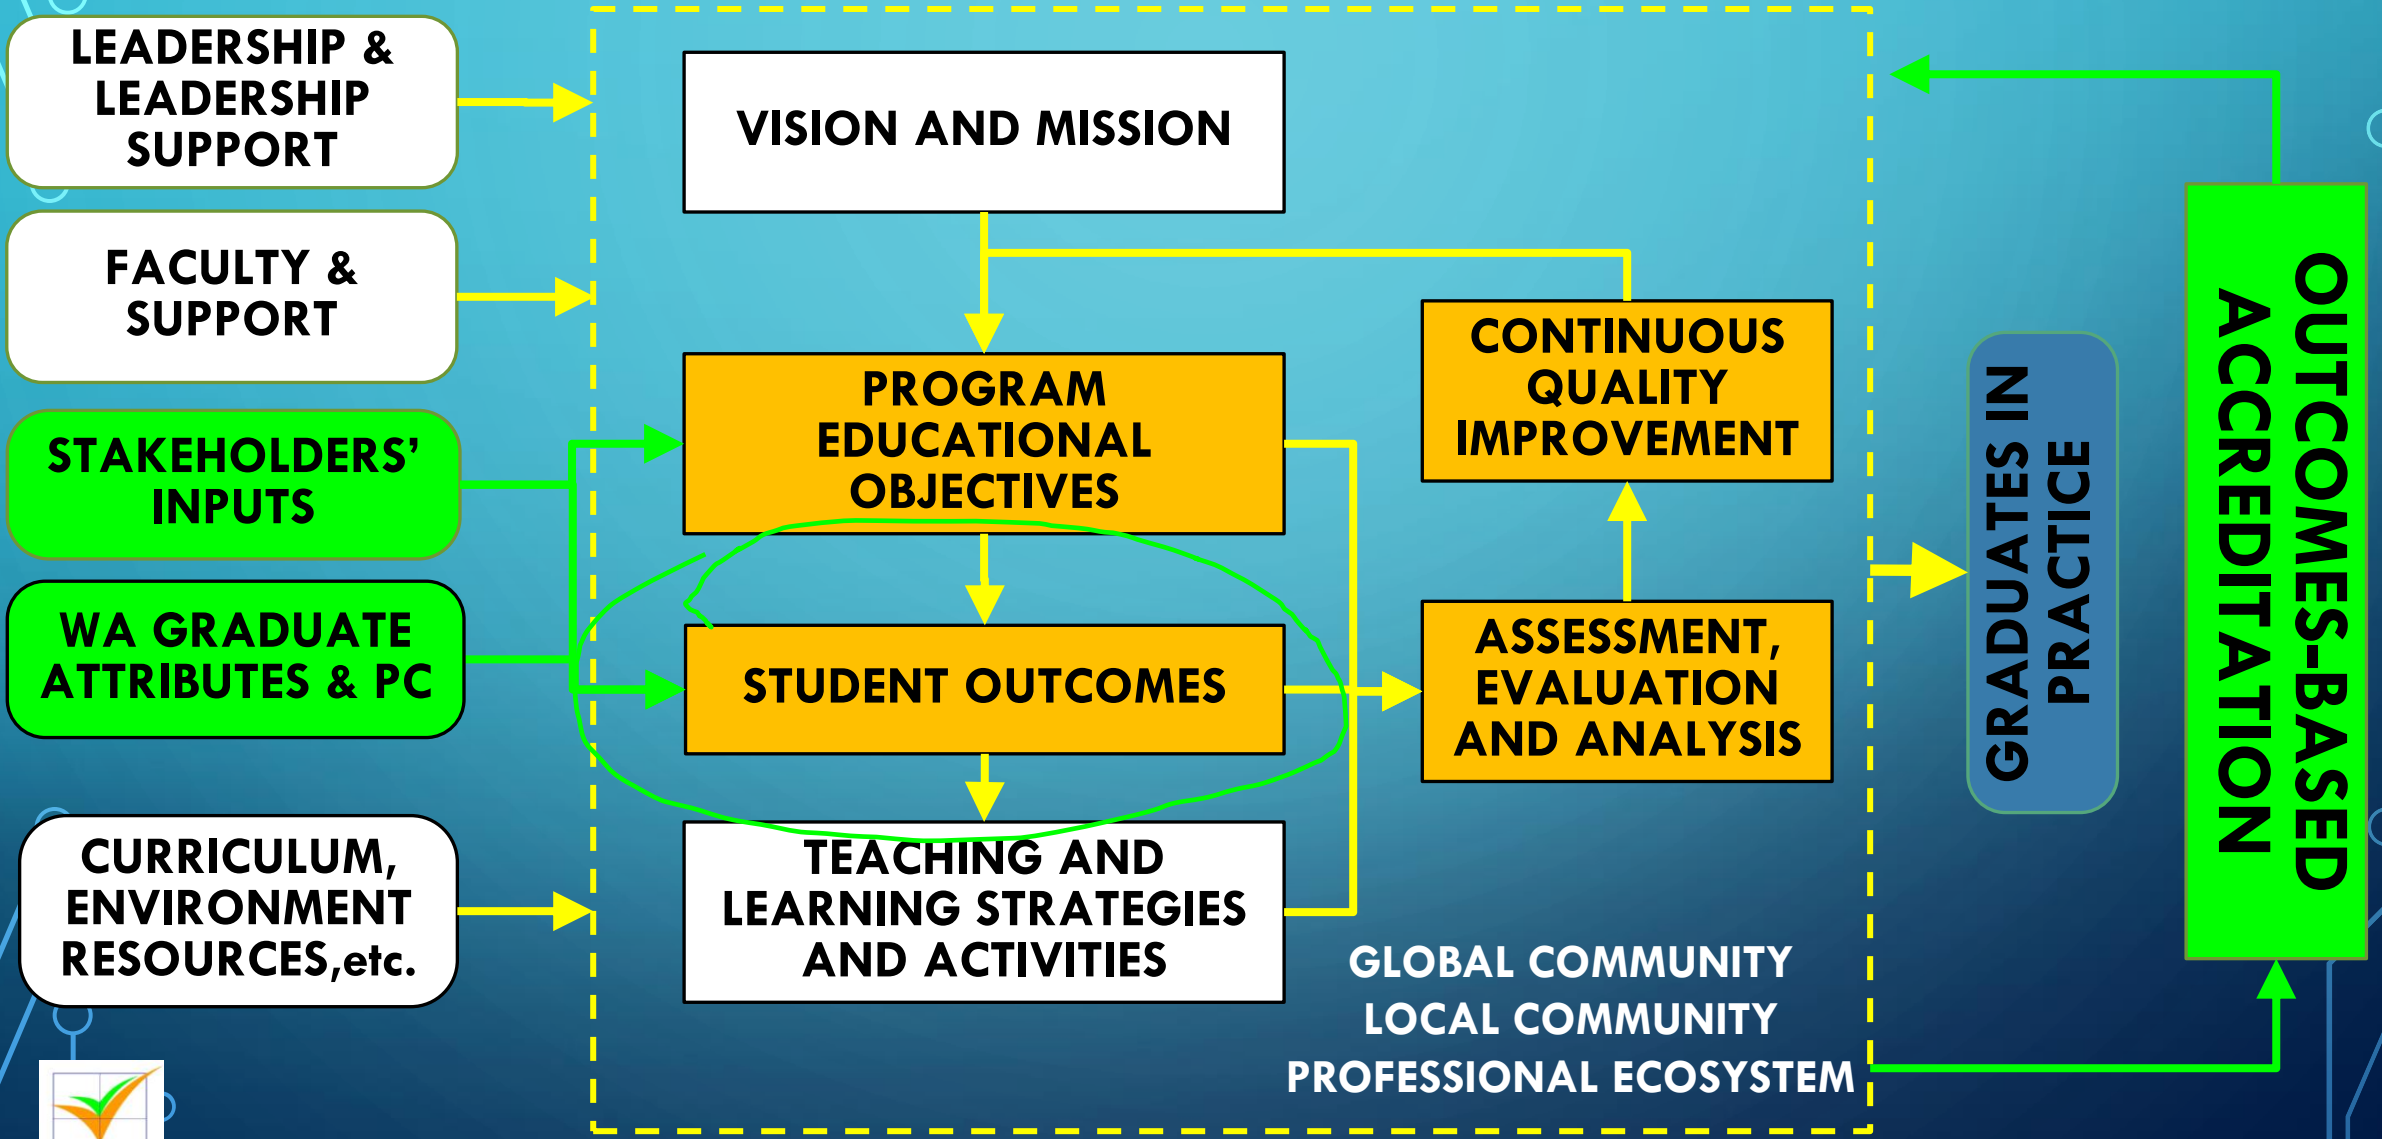 LEADERSHIP &
LEADERSHIP
SUPPORT
FACULTY &
SUPPORT
STAKEHOLDERS’
INPUTS
WA GRADUATE
ATTRIBUTES & PC
CURRICULUM,
ENVIRONMENT
RESOURCES,etc.
VISION AND MISSION
PROGRAM
EDUCATIONAL
OBJECTIVES
STUDENT OUTCOMES
TEACHING AND
LEARNING STRATEGIES
AND ACTIVITIES
CONTINUOUS
QUALITY
IMPROVEMENT
ASSESSMENT,
EVALUATION
AND ANALYSIS
GLOBAL COMMUNITY
LOCAL COMMUNITY
PROFESSIONAL ECOSYSTEM
GRADUATES IN
PRACTICE
OUTCOMES-BASED
ACCREDITATION